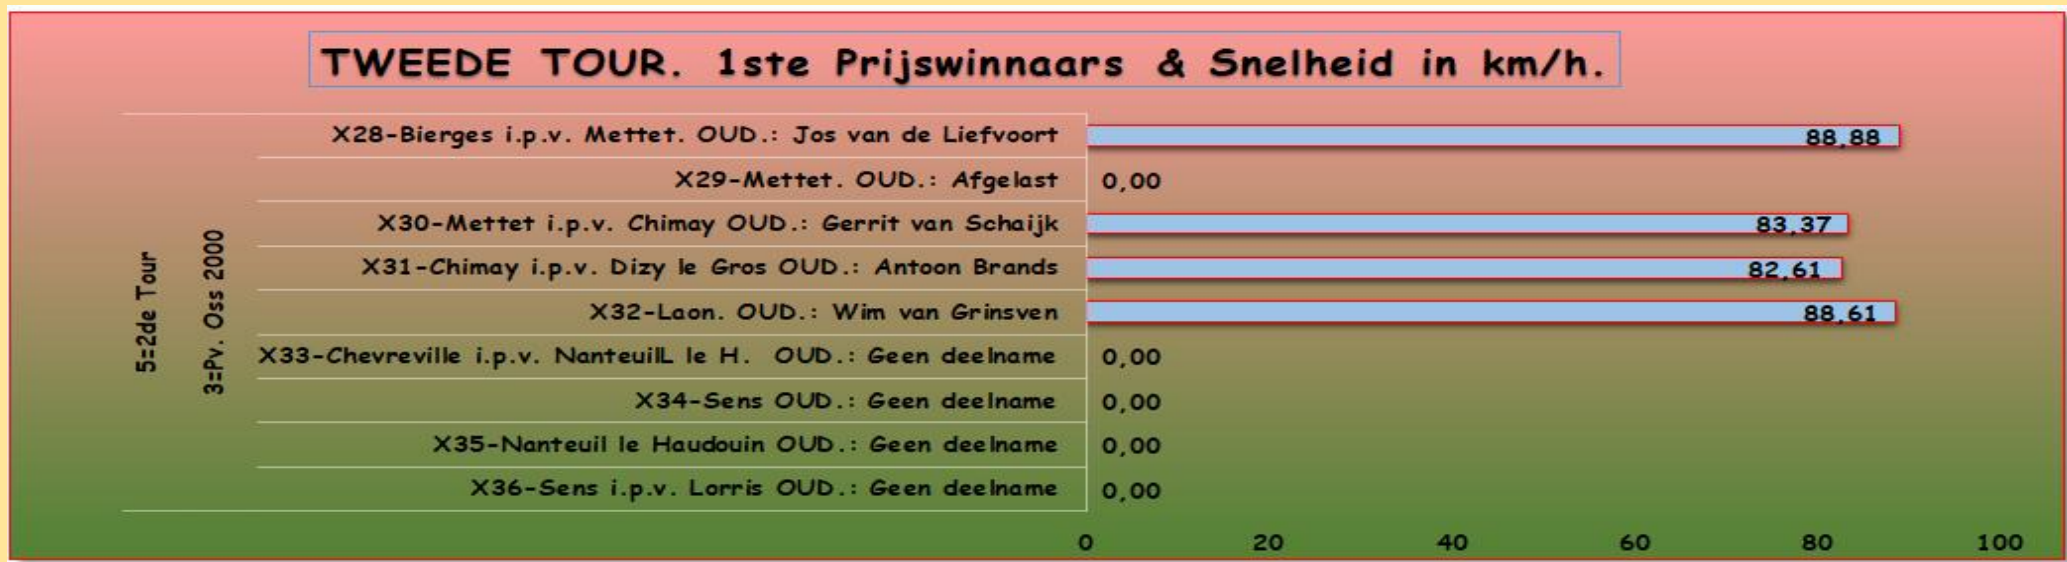 TWEEDE TOUR. 1ste Prijswinnaars & Snelheid in km/h.
5=2de Tour
3=Pv. Oss 2000
X28-Bierges i.p.v. Mettet. OUD.: Jos van de Liefvoort 88,88
X29-Mettet. OUD.: Afgelast 0,00
X30-Mettet i.p.v. Chimay OUD.: Gerrit van Schaijk 83,37
X31-Chimay i.p.v. Dizy le Gros OUD.: Antoon Brands 82,61
X32-Laon. OUD.: Wim van Grinsven 88,61
X33-Chevreville i.p.v. NanteuilL le H. OUD.: Geen deelname 0,00
X34-Sens OUD.: Geen deelname 0,00
X35-Nanteuil le Haudouin OUD.: Geen deelname 0,00
X36-Sens i.p.v. Lorris OUD.: Geen deelname 0,00
0 20 40 60 80 100